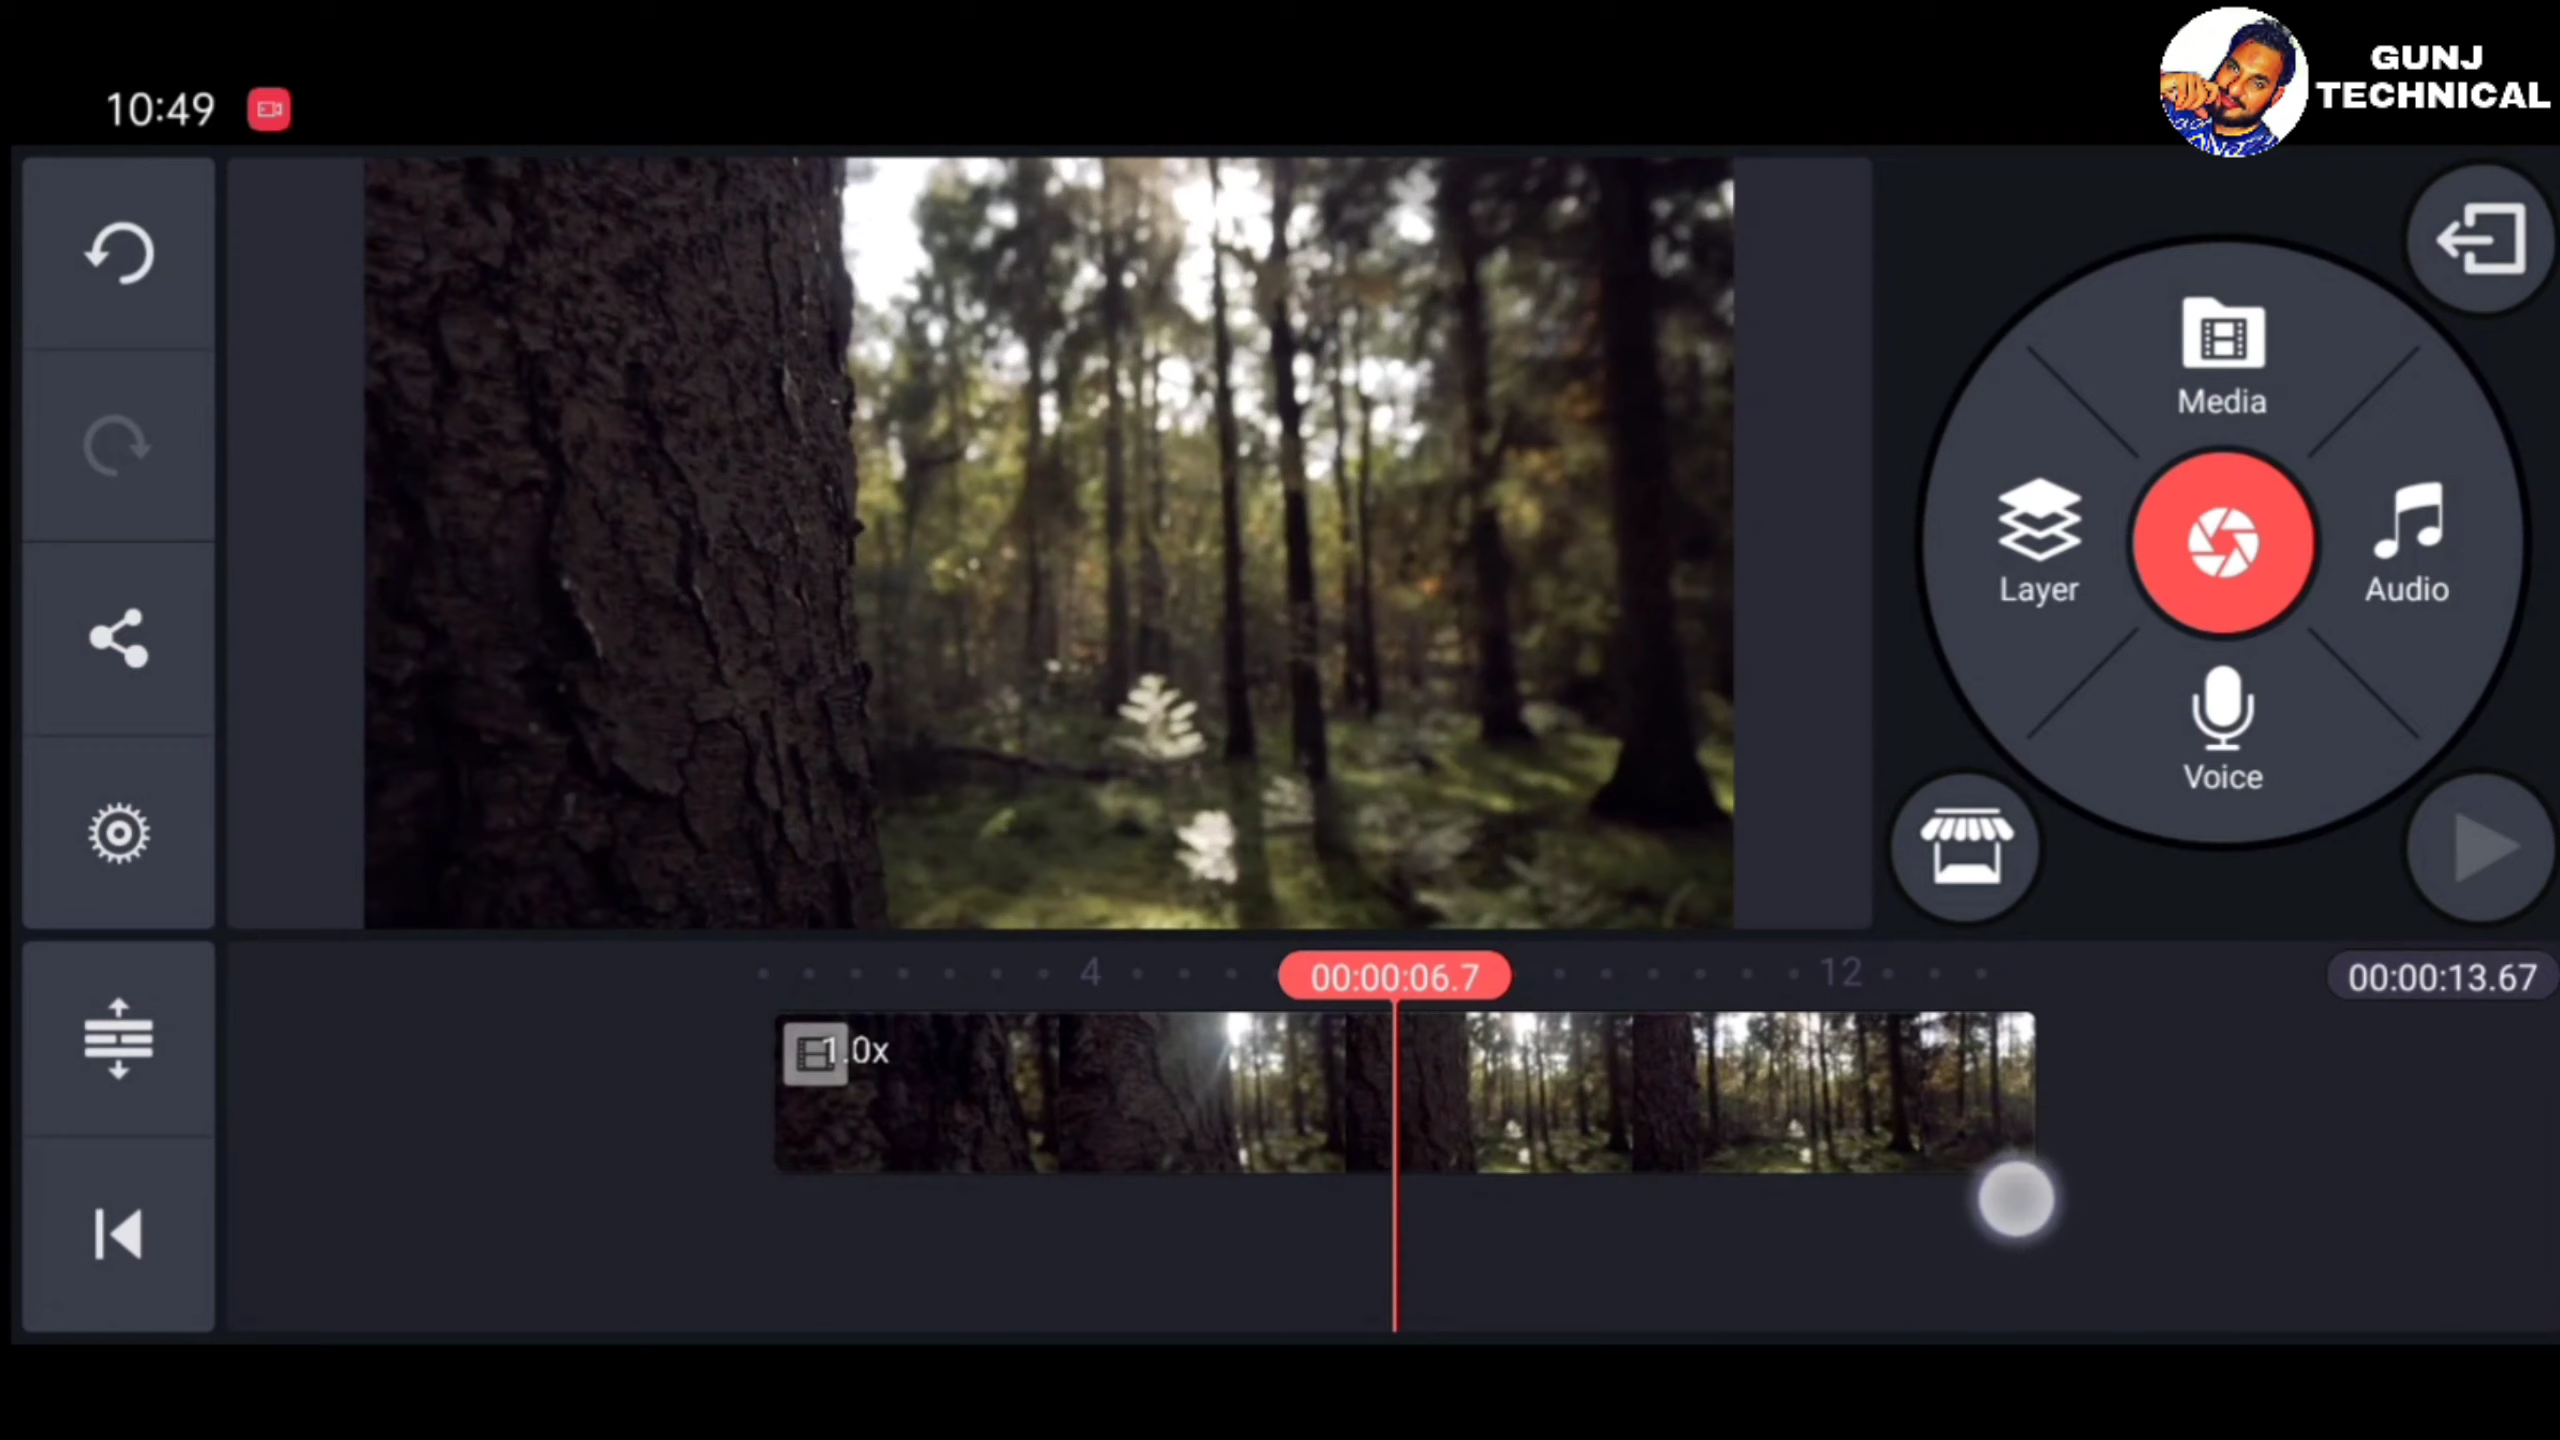 GUNJ
TECHNICAL
10:49
Media
Layer
Audio
Voice
4
00:00:06.7
12
00:00:13.67
1.0x